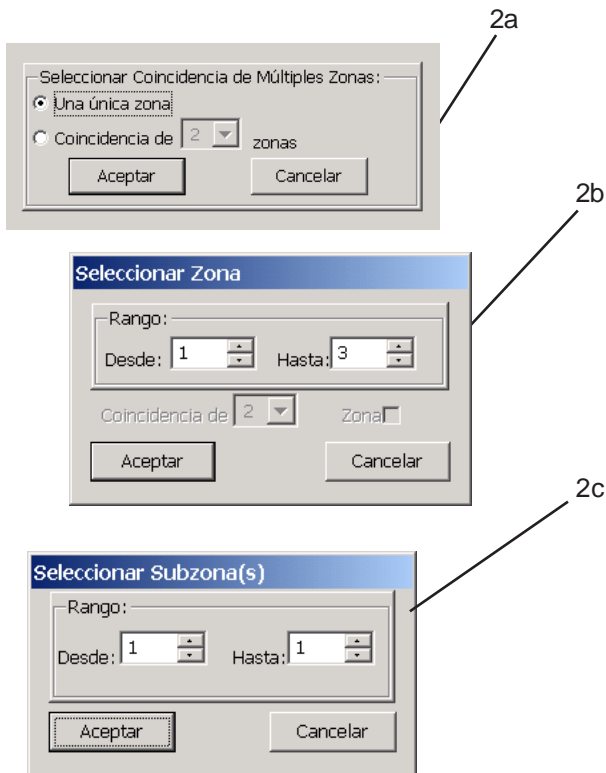 2a
Seleccionar Coincidencia de Múltiples Zonas:
Una única zona
Coincidencia de 2 zonas
Aceptar Cancelar
2b
Seleccionar Zona
Rango:
Desde: 1 Hasta: 3
Coincidencia de 2 Zona
Aceptar Cancelar
2c
Seleccionar Subzona(s)
Rango:
Desde: 1 Hasta: 1
Aceptar Cancelar